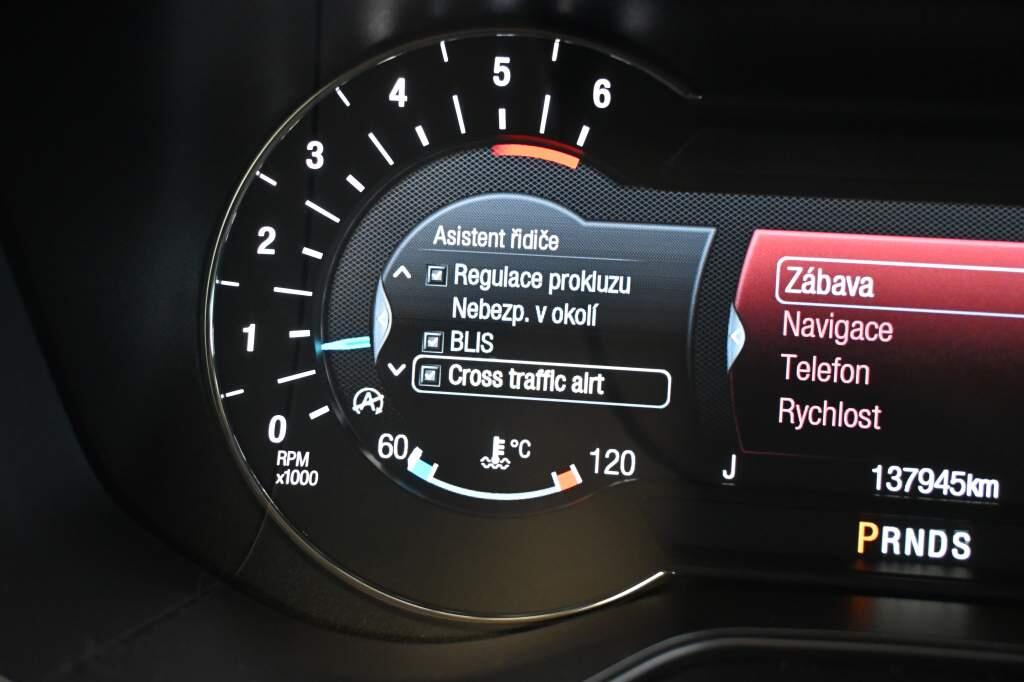 6
5
4
3
2
1
0
RPM
x1000
Asistent řidiče
Regulace prokluzu
Nebezp. v okolí
BLIS
Cross traffic alrt
A
60
°C
120
Zábava
Navigace
Telefon
Rychlost
J
137945km
PRNDS